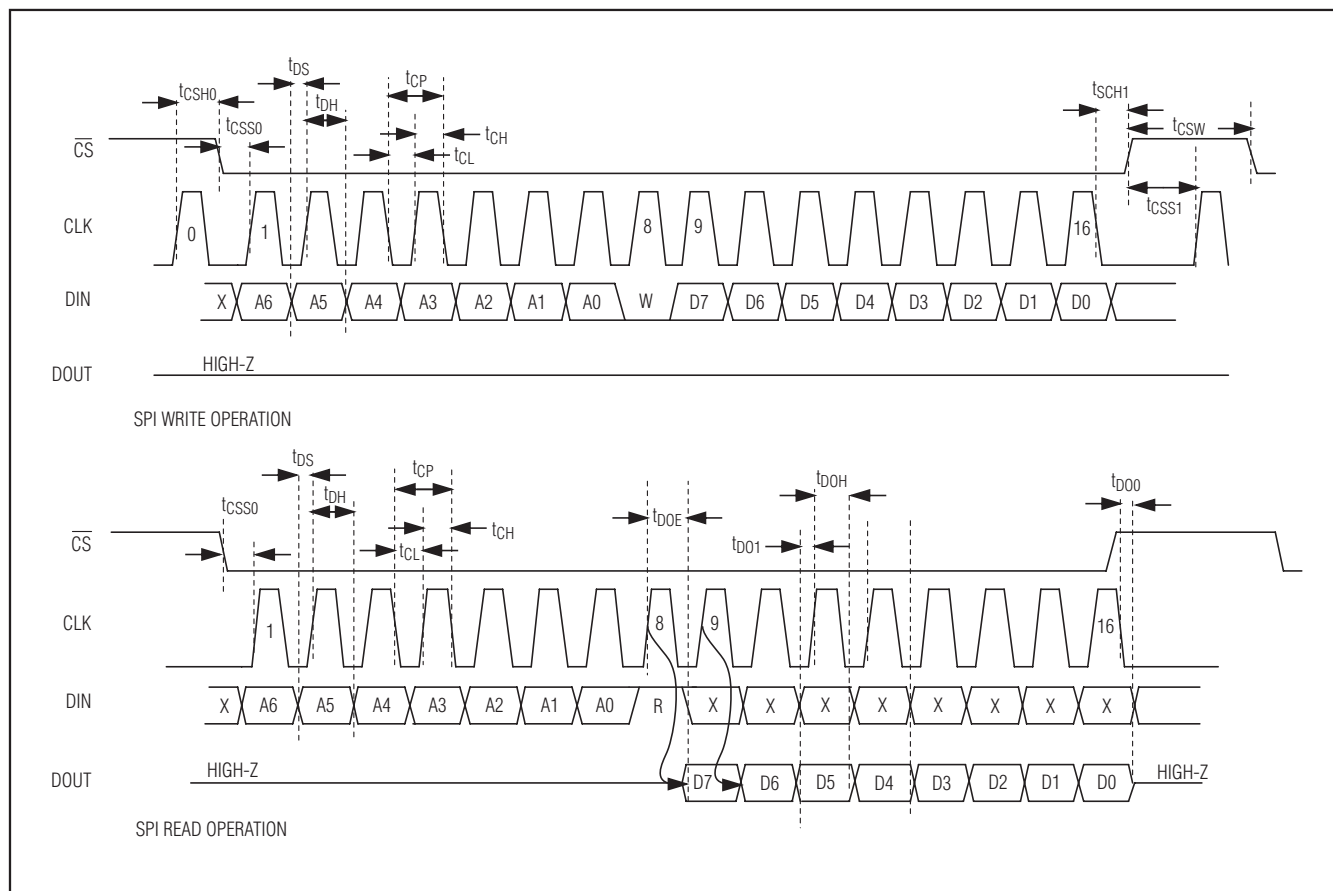 tDS
tCP
tSCH1
tCSH0
tDH
tCSW
tCSS0
tCH
tCL
CS
tCSS1
CLK
0 1 8 9 16
DIN
X A6 A5 A4 A3 A2 A1 A0 W D7 D6 D5 D4 D3 D2 D1 D0
HIGH-Z
DOUT
SPI WRITE OPERATION
tDS
tCP
tDOH
tDO0
tCSS0
tDH
tDOE
tCH
tCL
tDO1
CS
CLK
1 8 9 16
DIN
X A6 A5 A4 A3 A2 A1 A0 R X X X X X X X X
DOUT
HIGH-Z
D7 D6 D5 D4 D3 D2 D1 D0
HIGH-Z
SPI READ OPERATION